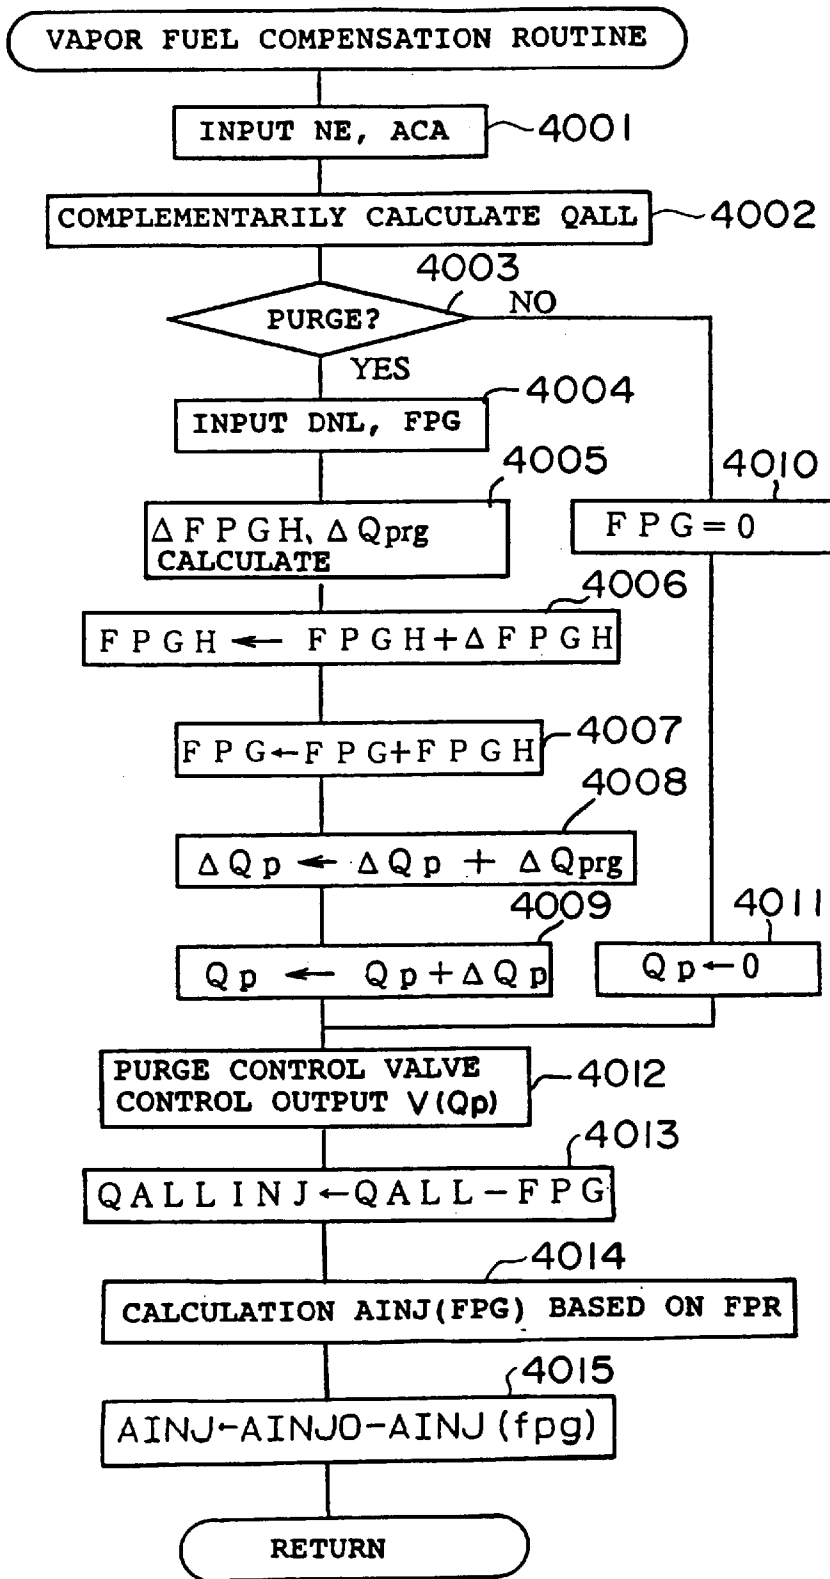 VAPOR FUEL COMPENSATION ROUTINE
INPUT NE, ACA
4001
COMPLEMENTARILY CALCULATE QALL
4002
4003
PURGE?
NO
YES
4004
INPUT DNL, FPG
4005
ΔFPGH、ΔQprg
CALCULATE
4010
FPG=0
4006
FPGH ← FPGH+ΔFPGH
4007
FPG←FPG+FPGH
4008
ΔQp ← ΔQp + ΔQprg
4009
Qp ← Qp+ΔQp
4011
Qp←0
PURGE CONTROL VALVE
CONTROL OUTPUT V(Qp)
4012
4013
QALLINJ←QALL−FPG
4014
CALCULATION AINJ(FPG) BASED ON FPR
4015
AINJ←AINJO−AINJ(fpg)
RETURN